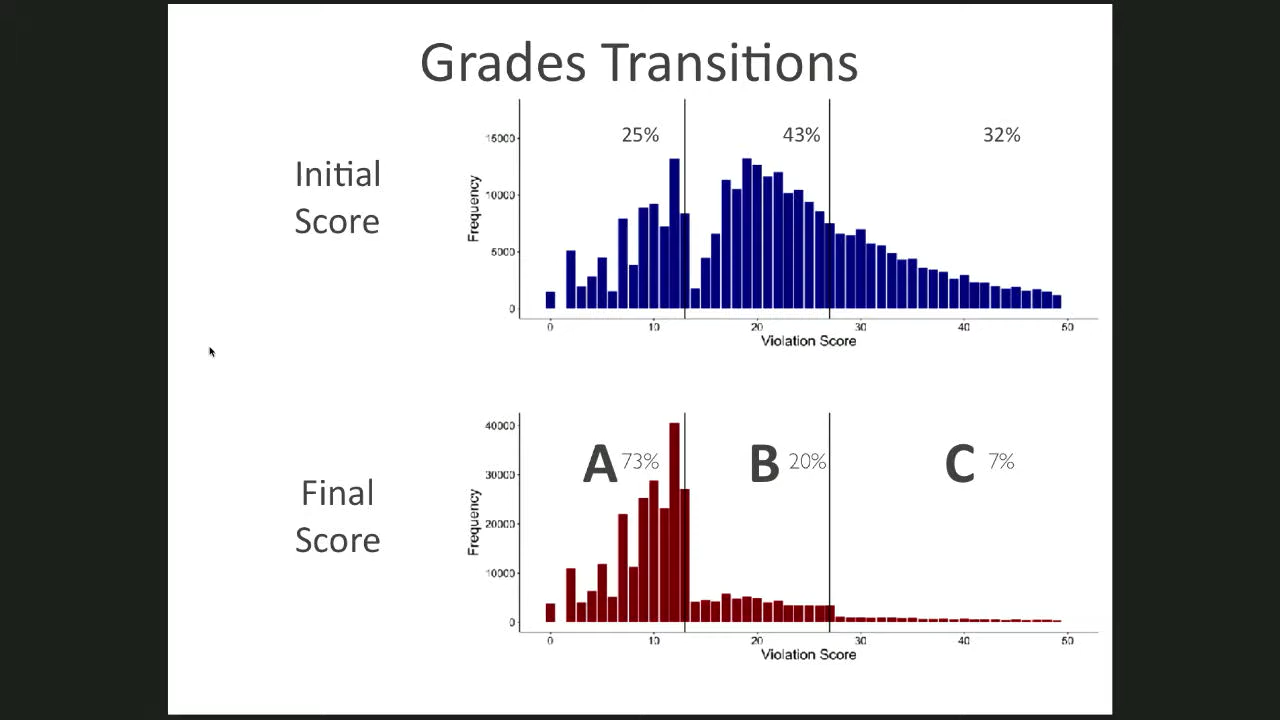 Grades Transitions
Initial
Score
25% 43% 32%
15000
10000
5000
0
Frequency
0 10 20 30 40 50
Violation Score
Final
Score
A 73% B 20% C 7%
40000
30000
20000
10000
0
Frequency
0 10 20 30 40 50
Violation Score